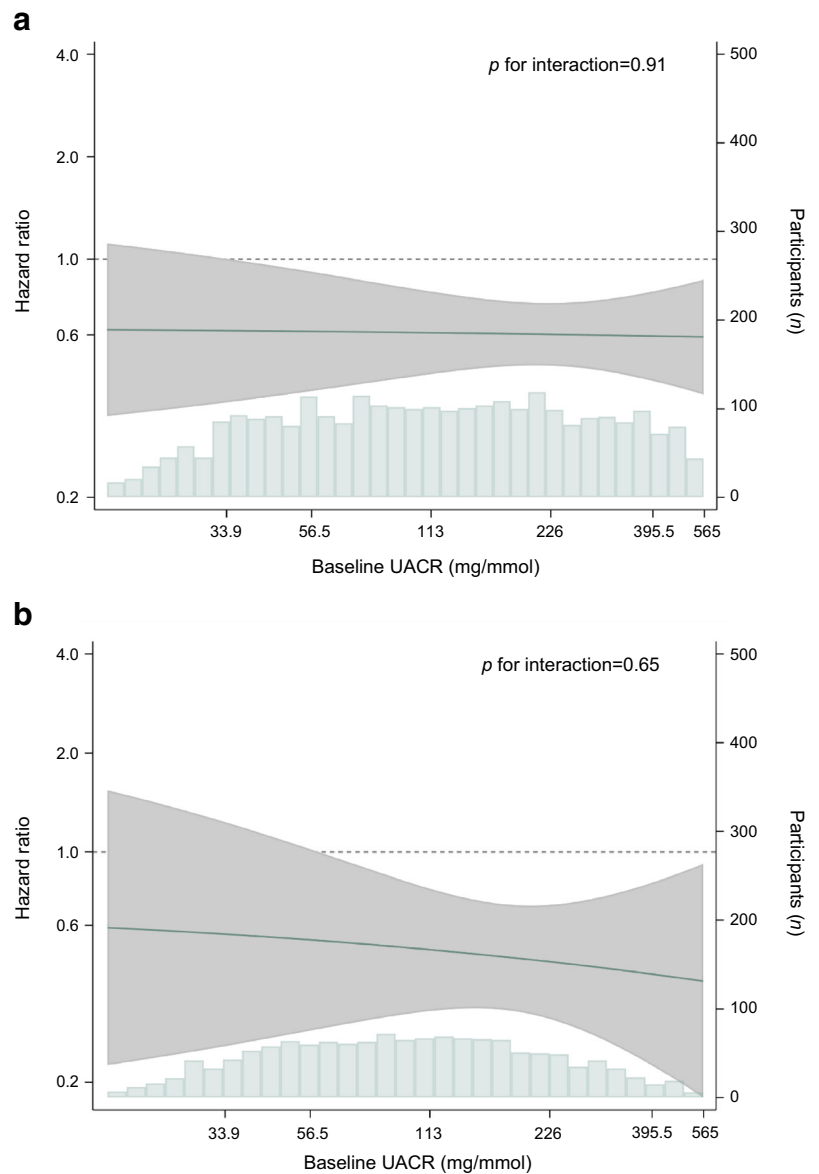 a
p for interaction=0.91
Hazard ratio
4.0
2.0
1.0
0.6
0.2
Participants (n)
500
400
300
200
100
0
33.9 56.5 113 226 395.5 565
Baseline UACR (mg/mmol)
b
p for interaction=0.65
Hazard ratio
4.0
2.0
1.0
0.6
0.2
Participants (n)
500
400
300
200
100
0
33.9 56.5 113 226 395.5 565
Baseline UACR (mg/mmol)